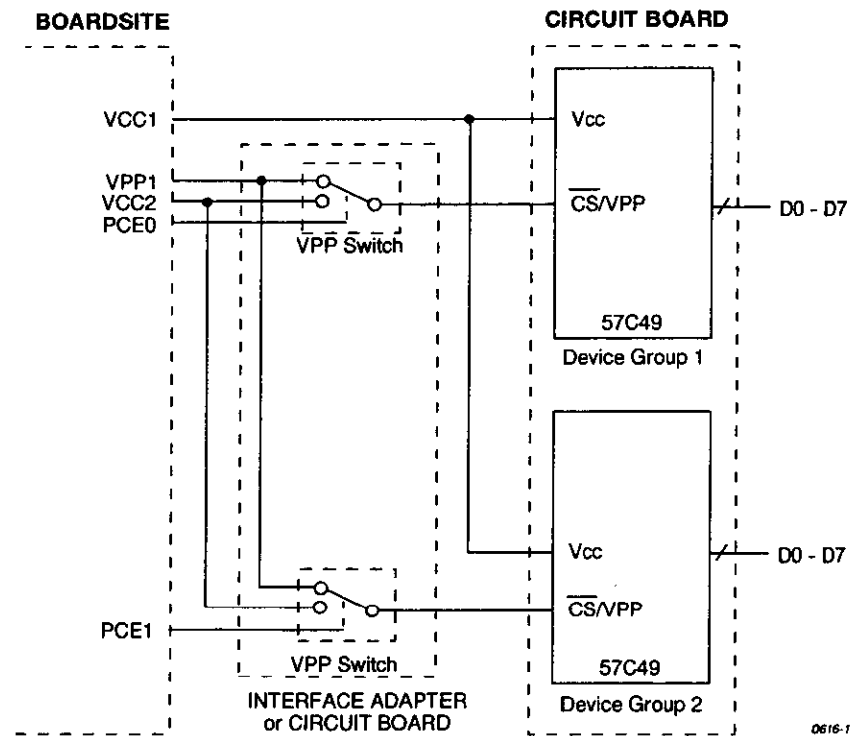 BOARDSITE
CIRCUIT BOARD
VCC1
Vcc
VPP1
VCC2
PCE0
VPP Switch
CS/VPP
D0 - D7
57C49
Device Group 1
Vcc
D0 - D7
CS/VPP
PCE1
VPP Switch
57C49
Device Group 2
INTERFACE ADAPTER
or CIRCUIT BOARD
0616-1